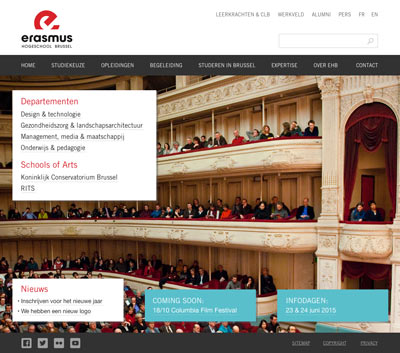 LEERKRACHTEN & CLB WERKVELD ALUMNI PERS FR EN
erasmus
HOGESCHOOL BRUSSEL
HOME STUDIEKEUZE OPLEIDINGEN BEGELEIDING STUDEREN IN BRUSSEL EXPERTISE OVER EHB CONTACT
Departementen
Design & technologie
Gezondheidszorg & landschapsarchitectuur
Management, media & maatschappij
Onderwijs & pedagogie
Schools of Arts
Koninklijk Conservatorium Brussel
RITS
Nieuws
• Inschrijven voor het nieuwe jaar
• We hebben een nieuw logo
COMING SOON:
18/10 Columbia Film Festival
INFODAGEN:
23 & 24 juni 2015
SITEMAP COPYRIGHT PRIVACY